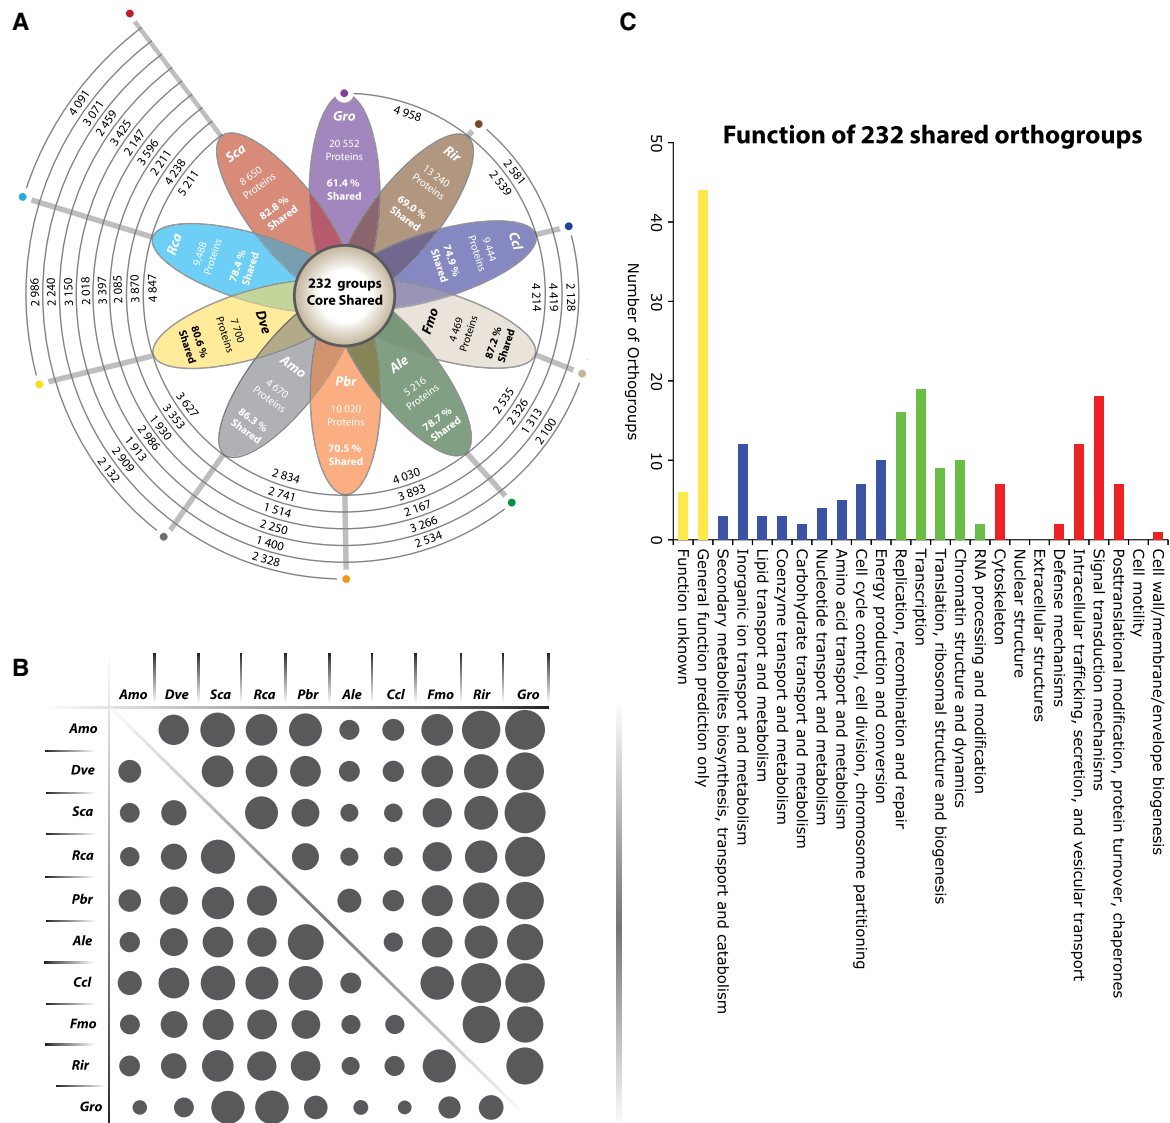 A
4 091
3 071
2 459
3 425
2 147
3 596
2 211
4 238
5 211
4 958
2 581
2 539
2 128
4 419
4 214
2 535
2 326
1 313
2 100
4 030
3 893
2 167
3 266
2 534
2 834
2 741
1 514
2 250
1 400
2 328
3 627
3 353
1 930
2 986
1 913
2 909
2 132
2 986
2 240
3 150
2 018
3 397
2 085
3 870
4 847
Gro
20 552
Proteins
61.4 %
Shared
Rir
13 240
Proteins
69.0 %
Shared
Ccl
9 444
Proteins
74.9 %
Shared
Fmo
4 469
Proteins
87.2 %
Shared
Ale
5 216
Proteins
78.7 %
Shared
Pbr
10 020
Proteins
70.5 %
Shared
Amo
4 670
Proteins
86.3 %
Shared
Dve
7 700
Proteins
80.6 %
Shared
Rca
9 488
Proteins
78.4 %
Shared
Sca
8 650
Proteins
82.8 %
Shared
232 groups
Core Shared
B
Amo Dve Sca Rca Pbr Ale Ccl Fmo Rir Gro
Amo
Dve
Sca
Rca
Pbr
Ale
Ccl
Fmo
Rir
Gro
C
Function of 232 shared orthogroups
Number of Orthogroups
50
40
30
20
10
0
Function unknown
General function prediction only
Secondary metabolites biosynthesis, transport and catabolism
Inorganic ion transport and metabolism
Lipid transport and metabolism
Coenzyme transport and metabolism
Carbohydrate transport and metabolism
Nucleotide transport and metabolism
Amino acid transport and metabolism
Cell cycle control, cell division, chromosome partitioning
Energy production and conversion
Replication, recombination and repair
Transcription
Translation, ribosomal structure and biogenesis
Chromatin structure and dynamics
RNA processing and modification
Cytoskeleton
Nuclear structure
Extracellular structures
Defense mechanisms
Intracellular trafficking, secretion, and vesicular transport
Signal transduction mechanisms
Posttranslational modification, protein turnover, chaperones
Cell motility
Cell wall/membrane/envelope biogenesis